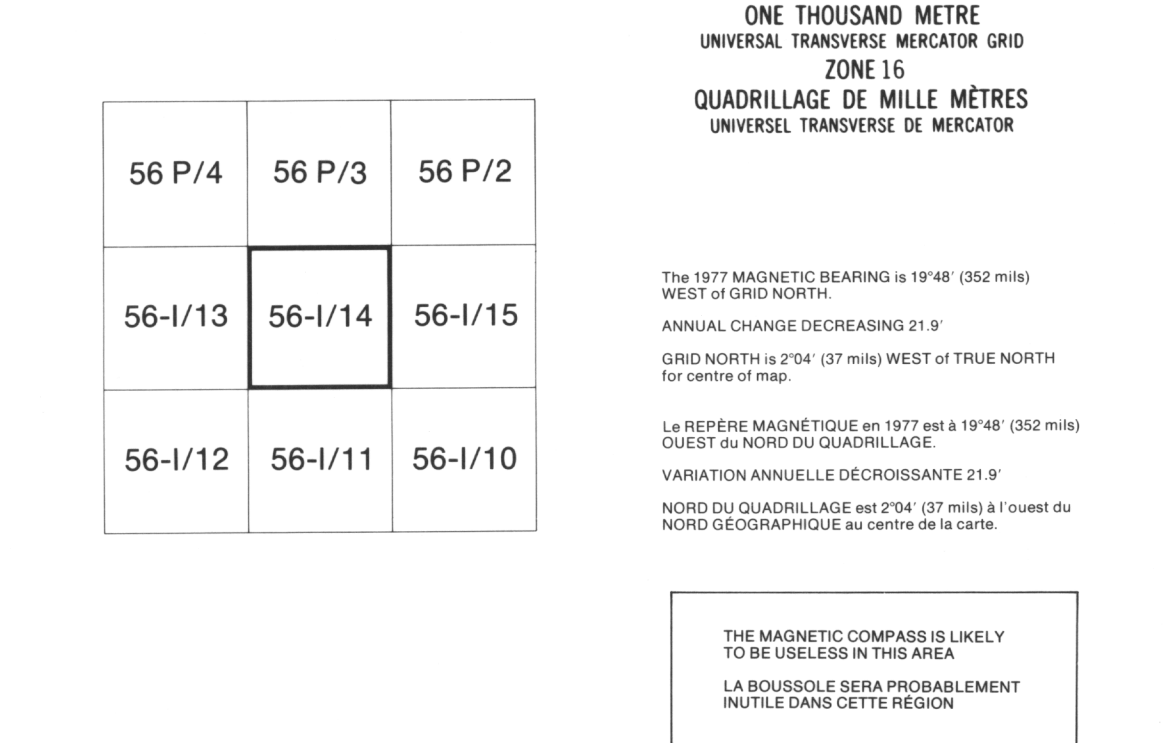 ONE THOUSAND METRE
UNIVERSAL TRANSVERSE MERCATOR GRID
ZONE 16
QUADRILLAGE DE MILLE MÈTRES
UNIVERSEL TRANSVERSE DE MERCATOR
56 P/4 56 P/3 56 P/2
56-I/13 56-I/14 56-I/15
56-I/12 56-I/11 56-I/10
The 1977 MAGNETIC BEARING is 19°48′ (352 mils)
WEST of GRID NORTH.
ANNUAL CHANGE DECREASING 21.9′
GRID NORTH is 2°04′ (37 mils) WEST of TRUE NORTH
for centre of map.
Le REPÈRE MAGNÉTIQUE en 1977 est à 19°48′ (352 mils)
OUEST du NORD DU QUADRILLAGE.
VARIATION ANNUELLE DÉCROISSANTE 21.9′
NORD DU QUADRILLAGE est 2°04′ (37 mils) à l'ouest du
NORD GÉOGRAPHIQUE au centre de la carte.
THE MAGNETIC COMPASS IS LIKELY
TO BE USELESS IN THIS AREA
LA BOUSSOLE SERA PROBABLEMENT
INUTILE DANS CETTE RÉGION